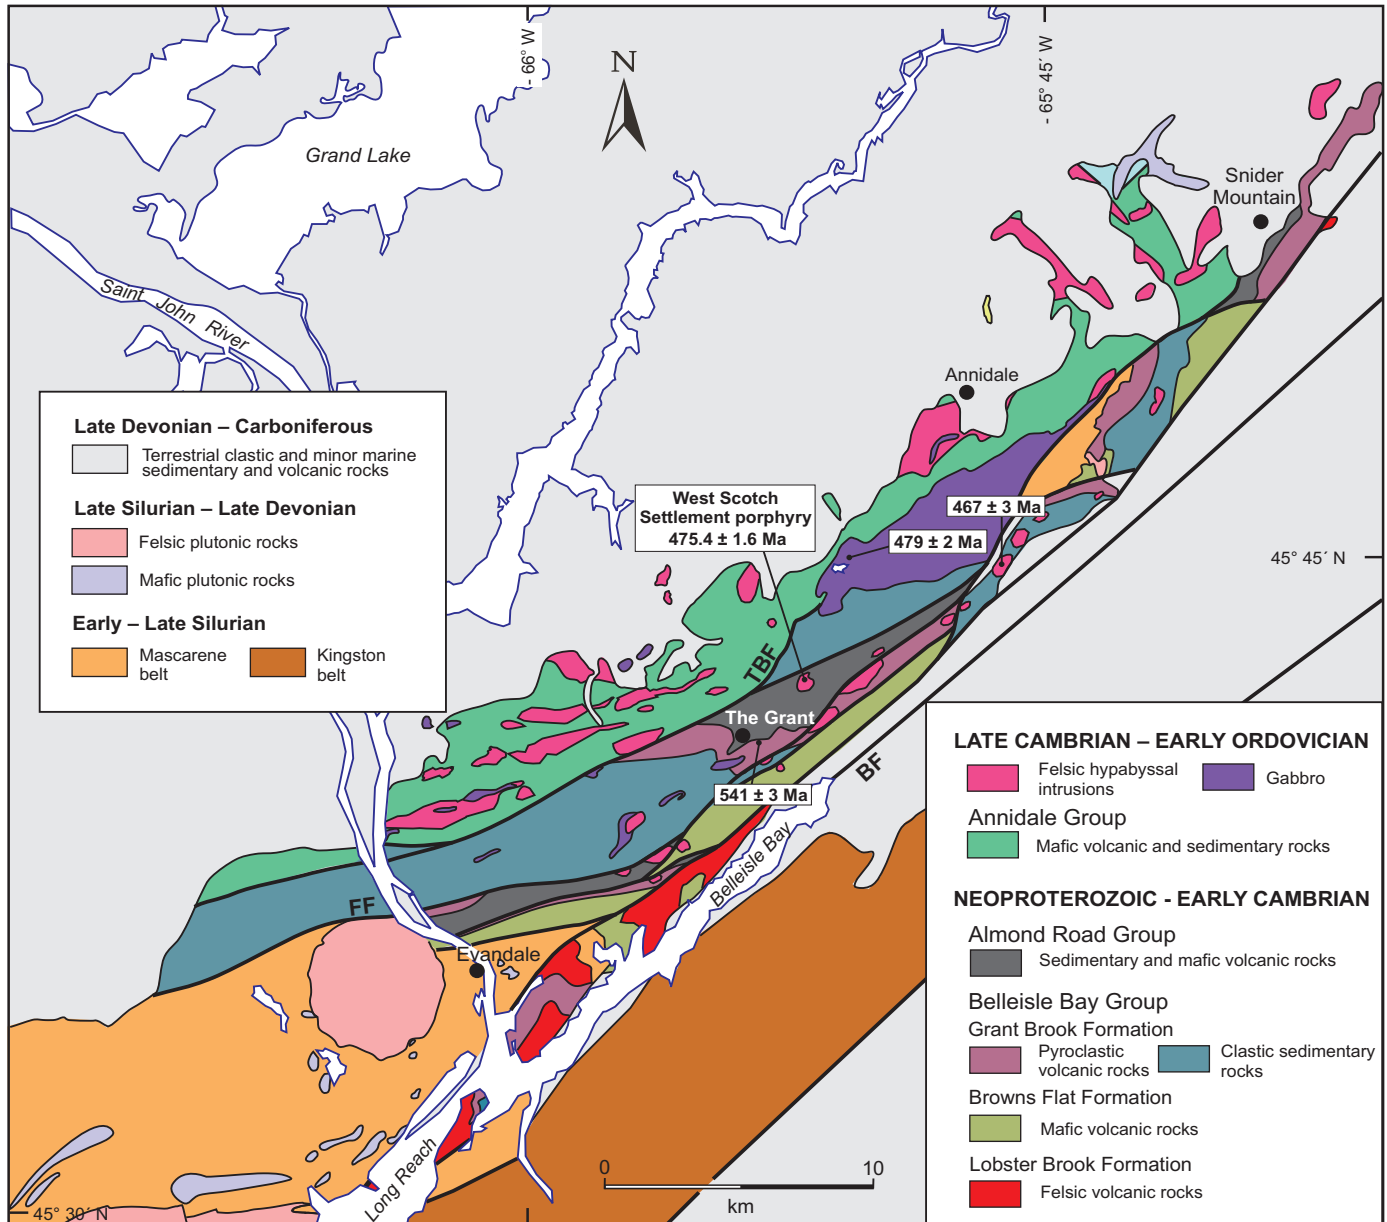 - 66° W
- 65° 45´ W
N
Grand Lake
Snider
Mountain
Saint John River
Annidale
Late Devonian – Carboniferous
Terrestrial clastic and minor marine
sedimentary and volcanic rocks
Late Silurian – Late Devonian
Felsic plutonic rocks
Mafic plutonic rocks
Early – Late Silurian
Mascarene
belt
Kingston
belt
West Scotch
Settlement porphyry
475.4 ± 1.6 Ma
467 ± 3 Ma
479 ± 2 Ma
45° 45´ N
TBF
The Grant
BF
541 ± 3 Ma
Belleisle Bay
FF
Evandale
Long Reach
45° 30´ N
0
10
km
LATE CAMBRIAN – EARLY ORDOVICIAN
Felsic hypabyssal
intrusions
Gabbro
Annidale Group
Mafic volcanic and sedimentary rocks
NEOPROTEROZOIC - EARLY CAMBRIAN
Almond Road Group
Sedimentary and mafic volcanic rocks
Belleisle Bay Group
Grant Brook Formation
Pyroclastic
volcanic rocks
Clastic sedimentary
rocks
Browns Flat Formation
Mafic volcanic rocks
Lobster Brook Formation
Felsic volcanic rocks